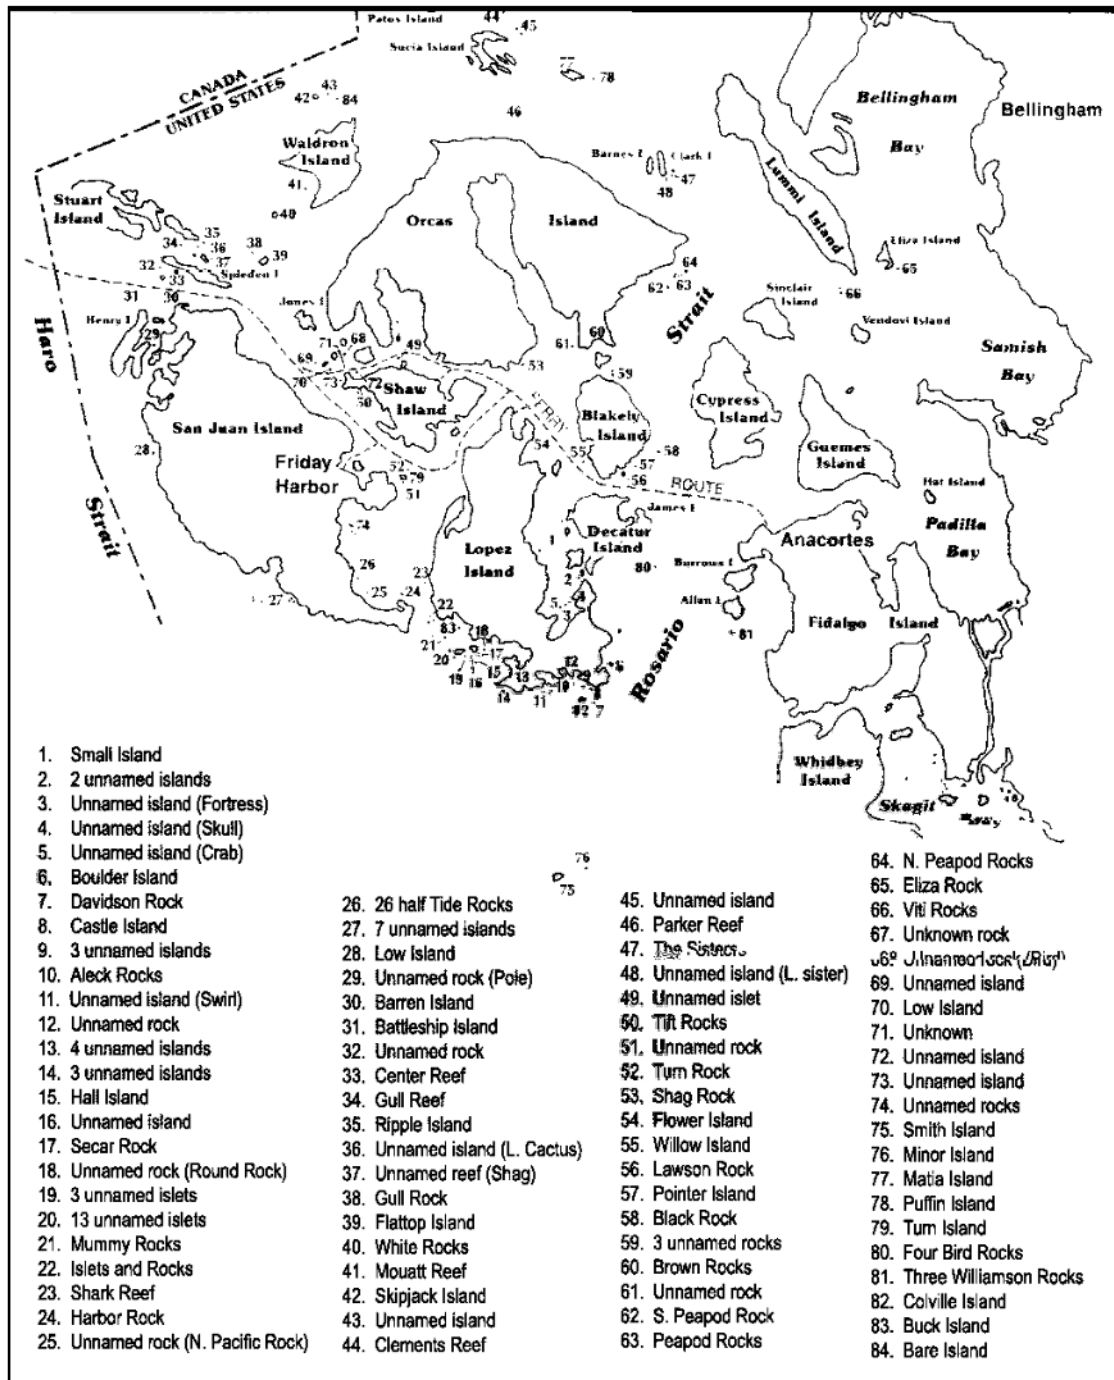 Patos Island
44
45
Sucia Island
77
78
CANADA
UNITED STATES
43
42
84
46
Bellingham
Bay
Bellingham
Waldron
Island
41
Barnes I
Clark I
47
48
Lummi Island
Stuart
Island
40
Orcas
Island
35
34
36
38
39
37
32
33
Spieden I
Eliza Island
65
64
62
63
66
31
30
Jones I
Sinclair
Island
Henry I
29
Haro
Strait
Vendovi Island
71
68
49
61
60
69
Samish
Bay
53
59
70
73
72
Shaw
Island
50
FERRY
Blakely
Island
Cypress
Island
San Juan Island
28
54
55
58
57
56
Guemes
Island
Friday
Harbor
52
79
51
ROUTE
Hat Island
James I
Strait
74
Lopez
Island
1
Decatur
Island
Anacortes
Padilla
Bay
80
Burrows I
26
23
2
25
24
5
4
3
Allan I
27
22
Fidalgo Island
81
83
18
21
Rosario
20
17
12
6
15
13
9
19
16
10
14
11
82
7
8
Whidbey
Island
Skagit
Bay
76
75
1. Small Island
2. 2 unnamed islands
3. Unnamed island (Fortress)
4. Unnamed island (Skull)
5. Unnamed island (Crab)
6. Boulder Island
7. Davidson Rock
8. Castle Island
9. 3 unnamed islands
10. Aleck Rocks
11. Unnamed island (Swirl)
12. Unnamed rock
13. 4 unnamed islands
14. 3 unnamed islands
15. Hall Island
16. Unnamed island
17. Secar Rock
18. Unnamed rock (Round Rock)
19. 3 unnamed islets
20. 13 unnamed islets
21. Mummy Rocks
22. Islets and Rocks
23. Shark Reef
24. Harbor Rock
25. Unnamed rock (N. Pacific Rock)
26. 26 half Tide Rocks
27. 7 unnamed islands
28. Low Island
29. Unnamed rock (Pole)
30. Barren Island
31. Battleship Island
32. Unnamed rock
33. Center Reef
34. Gull Reef
35. Ripple Island
36. Unnamed island (L. Cactus)
37. Unnamed reef (Shag)
38. Gull Rock
39. Flattop Island
40. White Rocks
41. Mouatt Reef
42. Skipjack Island
43. Unnamed island
44. Clements Reef
45. Unnamed island
46. Parker Reef
47. The Sisters
48. Unnamed island (L. sister)
49. Unnamed islet
50. Tift Rocks
51. Unnamed rock
52. Turn Rock
53. Shag Rock
54. Flower Island
55. Willow Island
56. Lawson Rock
57. Pointer Island
58. Black Rock
59. 3 unnamed rocks
60. Brown Rocks
61. Unnamed rock
62. S. Peapod Rock
63. Peapod Rocks
64. N. Peapod Rocks
65. Eliza Rock
66. Viti Rocks
67. Unknown rock
69. Unnamed island
70. Low Island
71. Unknown
72. Unnamed island
73. Unnamed island
74. Unnamed rocks
75. Smith Island
76. Minor Island
77. Matia Island
78. Puffin Island
79. Turn Island
80. Four Bird Rocks
81. Three Williamson Rocks
82. Colville Island
83. Buck Island
84. Bare Island